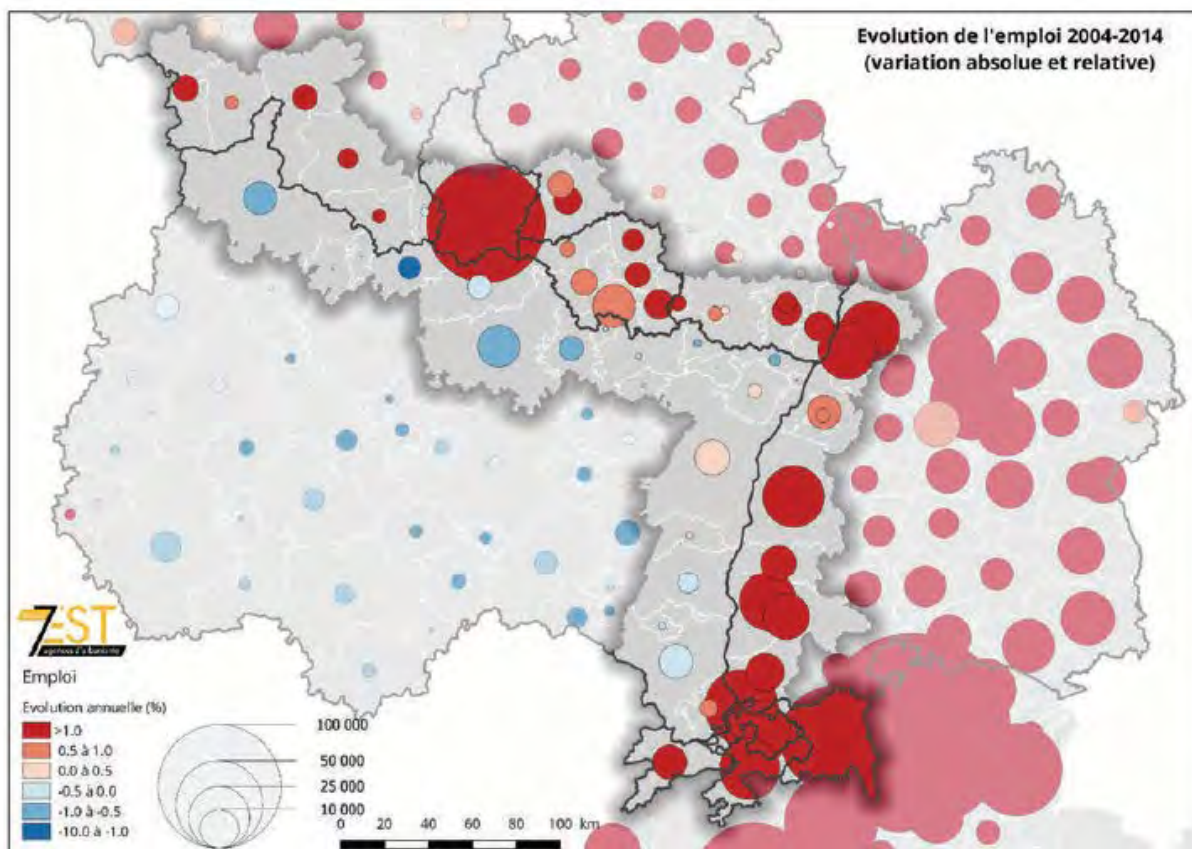 Evolution de l'emploi 2004-2014
(variation absolue et relative)
7EST
agences d'urbanisme
Emploi
Evolution annuelle (%)
>1.0
0.5 à 1.0
0.0 à 0.5
-0.5 à 0.0
-1.0 à -0.5
-10.0 à -1.0
100 000
50 000
25 000
10 000
0 20 40 60 80 100 km